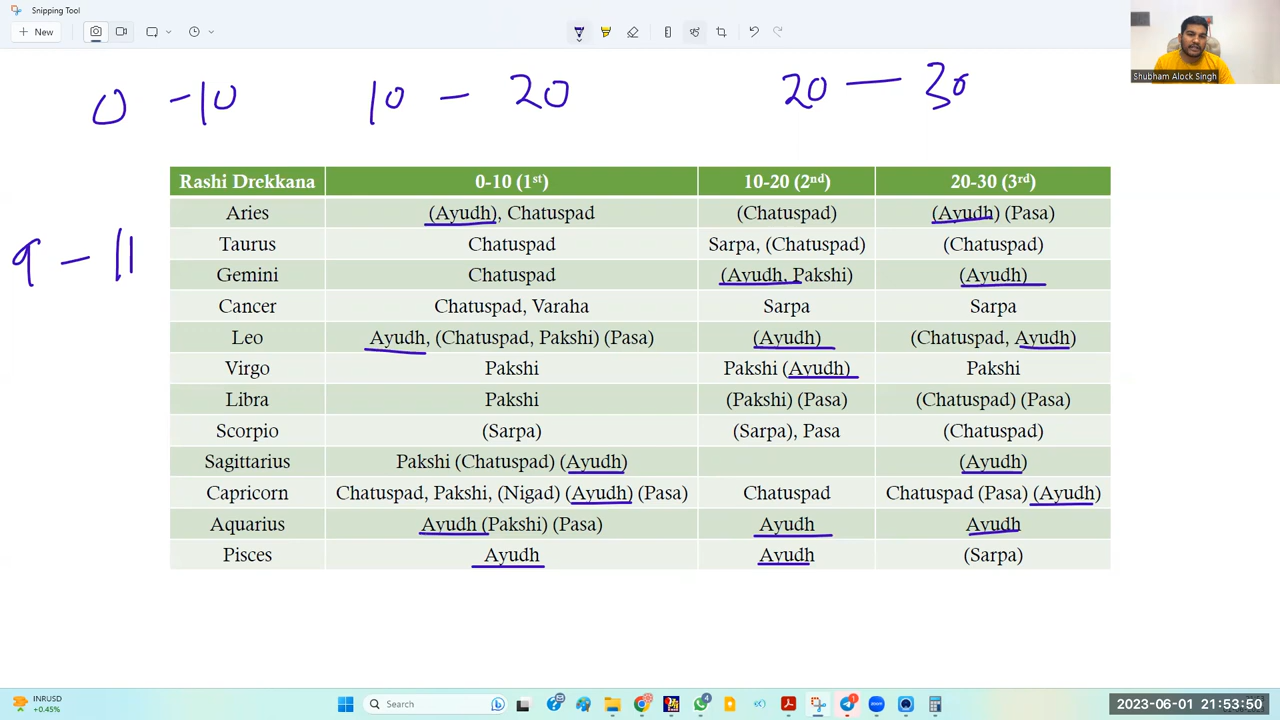 Snipping Tool
New
Shubham Alock Singh
0 - 10 10 - 20 20 - 30
9 - 11
Rashi Drekkana 0-10 (1st) 10-20 (2nd) 20-30 (3rd)
Aries (Ayudh), Chatuspad (Chatuspad) (Ayudh) (Pasa)
Taurus Chatuspad Sarpa, (Chatuspad) (Chatuspad)
Gemini Chatuspad (Ayudh, Pakshi) (Ayudh)
Cancer Chatuspad, Varaha Sarpa Sarpa
Leo Ayudh, (Chatuspad, Pakshi) (Pasa) (Ayudh) (Chatuspad, Ayudh)
Virgo Pakshi Pakshi (Ayudh) Pakshi
Libra Pakshi (Pakshi) (Pasa) (Chatuspad) (Pasa)
Scorpio (Sarpa) (Sarpa), Pasa (Chatuspad)
Sagittarius Pakshi (Chatuspad) (Ayudh) (Ayudh)
Capricorn Chatuspad, Pakshi, (Nigad) (Ayudh) (Pasa) Chatuspad Chatuspad (Pasa) (Ayudh)
Aquarius Ayudh (Pakshi) (Pasa) Ayudh Ayudh
Pisces Ayudh Ayudh (Sarpa)
INRUSD
+0.45%
Search
2023-06-01 21:53:50